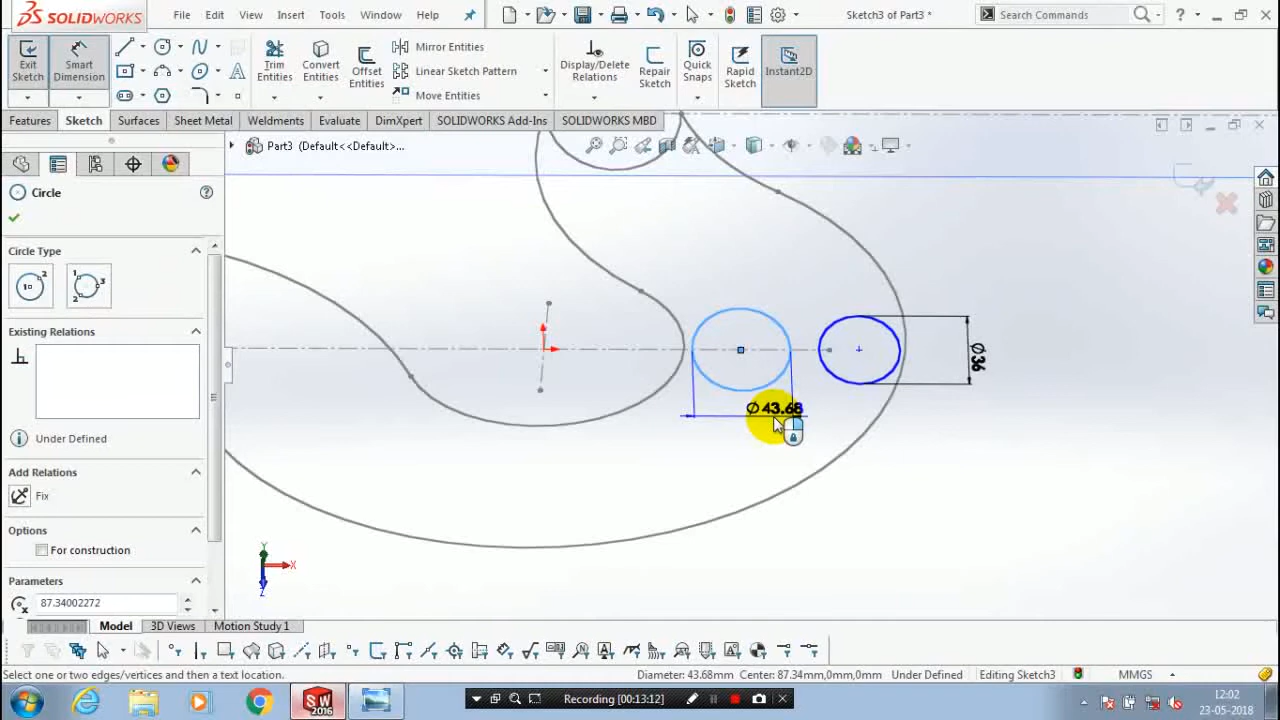 SOLIDWORKS
File Edit View Insert Tools Window Help
Sketch3 of Part3 *
Search Commands
?
Exit Sketch
Smart Dimension
Trim Entities
Convert Entities
Offset Entities
Mirror Entities
Linear Sketch Pattern
Move Entities
Display/Delete Relations
Repair Sketch
Quick Snaps
Rapid Sketch
Instant2D
Features Sketch Surfaces Sheet Metal Weldments Evaluate DimXpert SOLIDWORKS Add-Ins SOLIDWORKS MBD
Part3 (Default<<Default>...
Circle
Circle Type
Existing Relations
Under Defined
Add Relations
Fix
Options
For construction
Parameters
87.34002272
Ø 43.68
Ø36
Y
X
Z
Model 3D Views Motion Study 1
Select one or two edges/vertices and then a text location.
Diameter: 43.68mm Center: 87.34mm,0mm,0mm Under Defined Editing Sketch3 MMGS
SW 2016
Recording [00:13:12]
12:02
23-05-2018